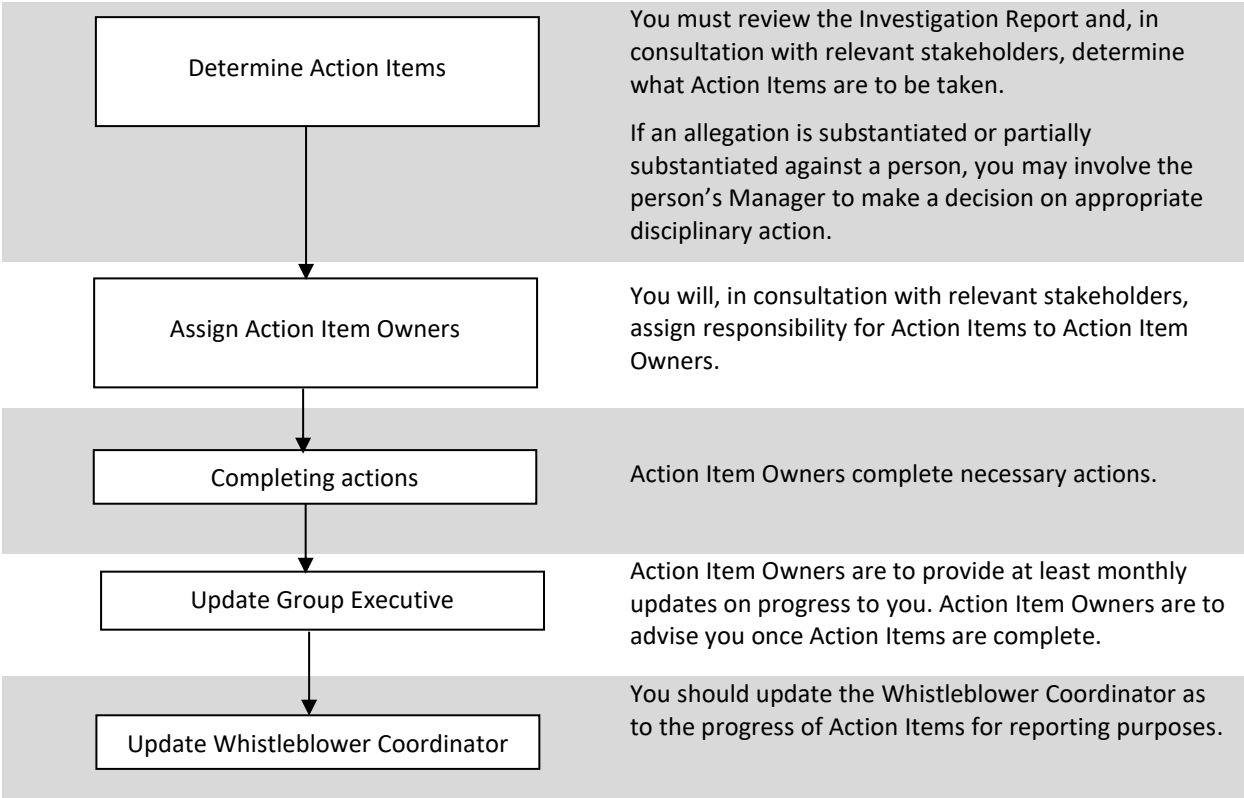 Determine Action Items
You must review the Investigation Report and, in
consultation with relevant stakeholders, determine
what Action Items are to be taken.
If an allegation is substantiated or partially
substantiated against a person, you may involve the
person’s Manager to make a decision on appropriate
disciplinary action.
Assign Action Item Owners
You will, in consultation with relevant stakeholders,
assign responsibility for Action Items to Action Item
Owners.
Completing actions
Action Item Owners complete necessary actions.
Update Group Executive
Action Item Owners are to provide at least monthly
updates on progress to you. Action Item Owners are to
advise you once Action Items are complete.
Update Whistleblower Coordinator
You should update the Whistleblower Coordinator as
to the progress of Action Items for reporting purposes.